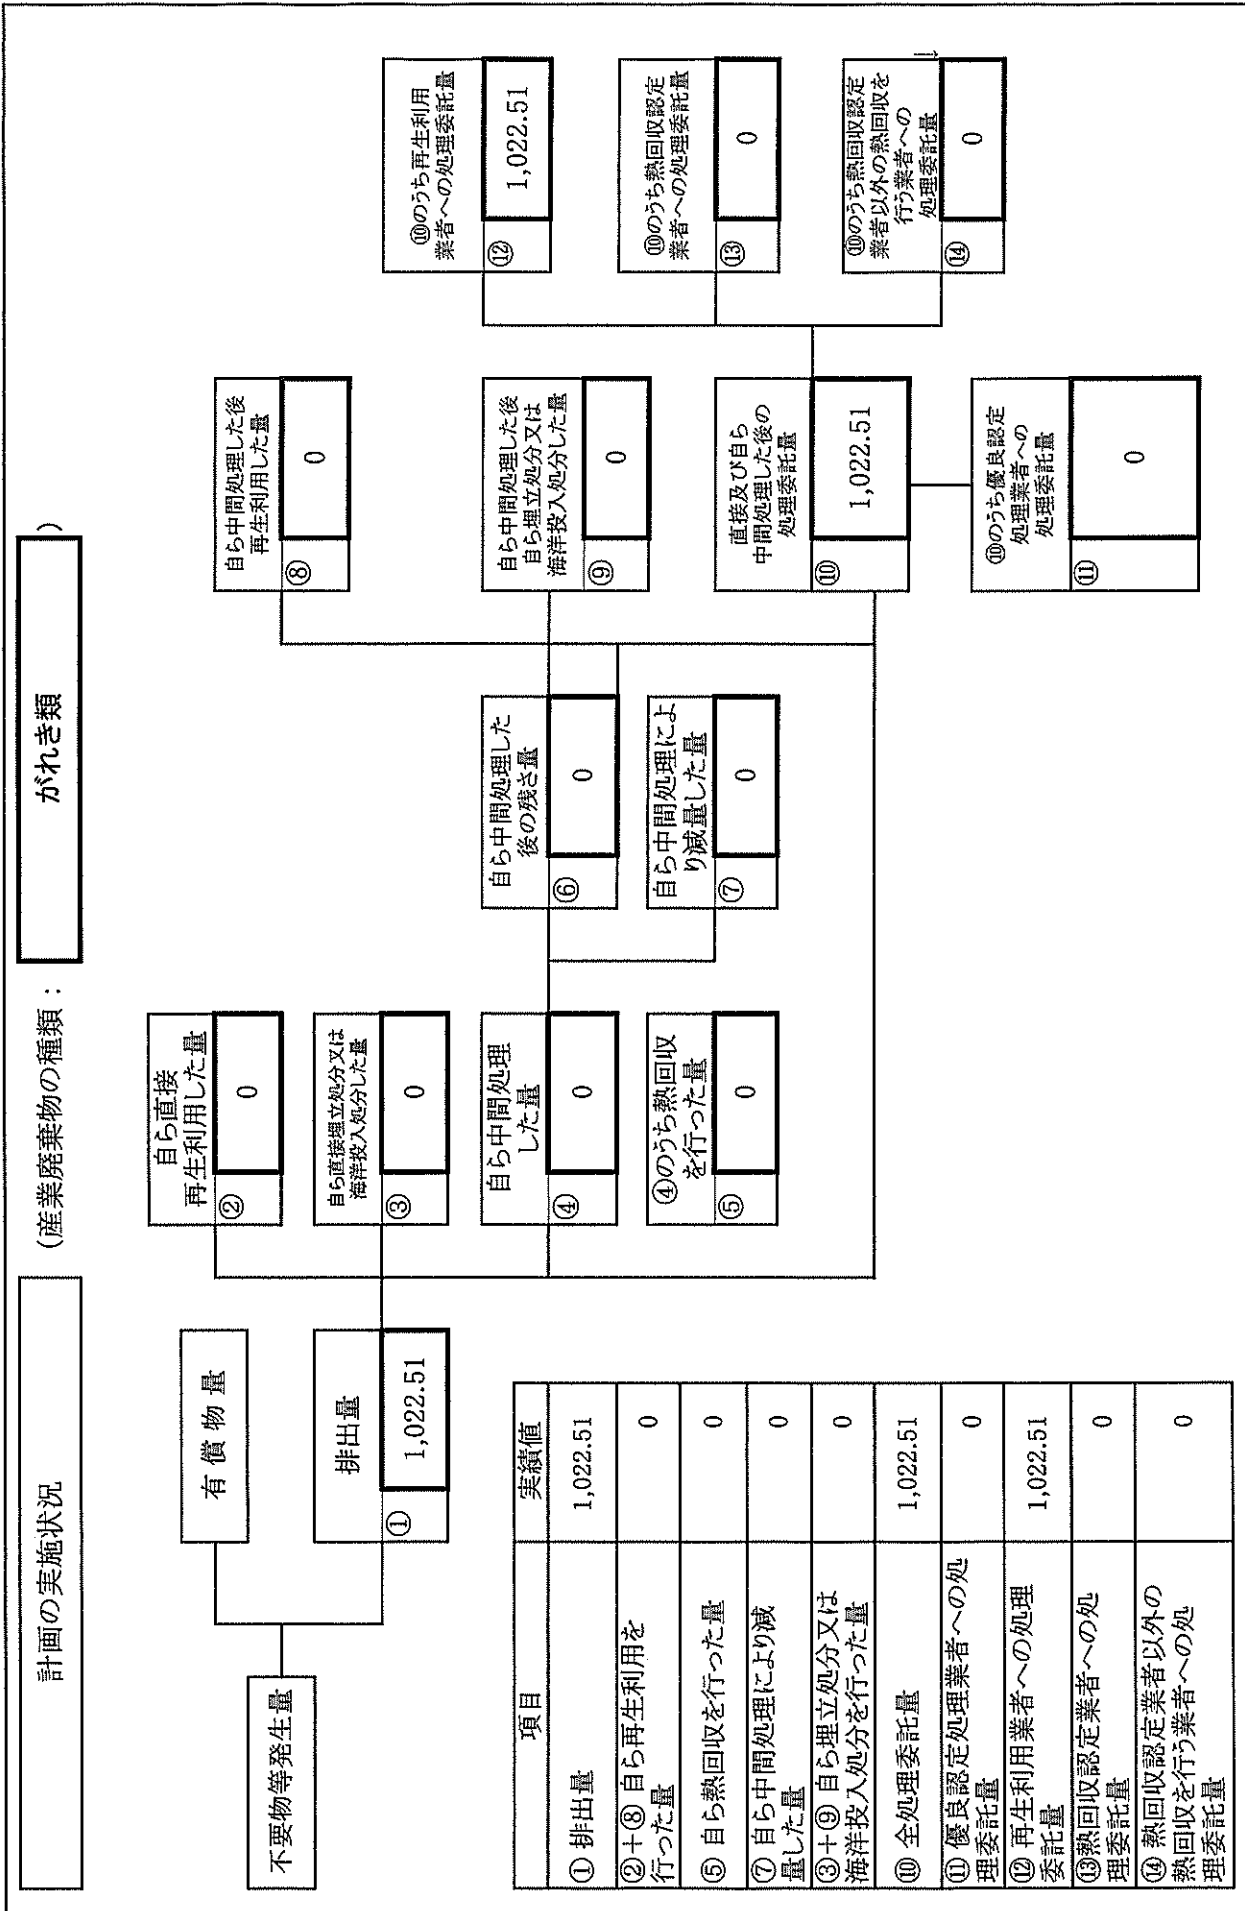 計画の実施状況
(産業廃棄物の種類：
がれき類
)
不要物等発生量
有 償 物 量
排出量
①
1,022.51
自ら直接
再生利用した量
②
0
自ら直接埋立処分又は
海洋投入処分した量
③
0
自ら中間処理
した量
④
0
④のうち熱回収
を行った量
⑤
0
自ら中間処理した
後の残さ量
⑥
0
自ら中間処理によ
り減量した量
⑦
0
自ら中間処理した後
再生利用した量
⑧
0
自ら中間処理した後
自ら埋立処分又は
海洋投入処分した量
⑨
0
直接及び自ら
中間処理した後の
処理委託量
⑩
1,022.51
⑩のうち優良認定
処理業者への
処理委託量
⑪
0
⑩のうち再生利用
業者への処理委託量
⑫
1,022.51
⑩のうち熱回収認定
業者への処理委託量
⑬
0
⑩のうち熱回収認定
業者以外の熱回収を
行う業者への
処理委託量
⑭
0
項目
実績値
① 排出量
1,022.51
②+⑧ 自ら再生利用を
行った量
0
⑤ 自ら熱回収を行った量
0
⑦ 自ら中間処理により減
量した量
0
③+⑨ 自ら埋立処分又は
海洋投入処分を行った量
0
⑩ 全処理委託量
1,022.51
⑪ 優良認定処理業者への処
理委託量
0
⑫ 再生利用業者への処理
委託量
1,022.51
⑬熱回収認定業者への処
理委託量
0
⑭ 熱回収認定業者以外の
熱回収を行う業者への処
理委託量
0